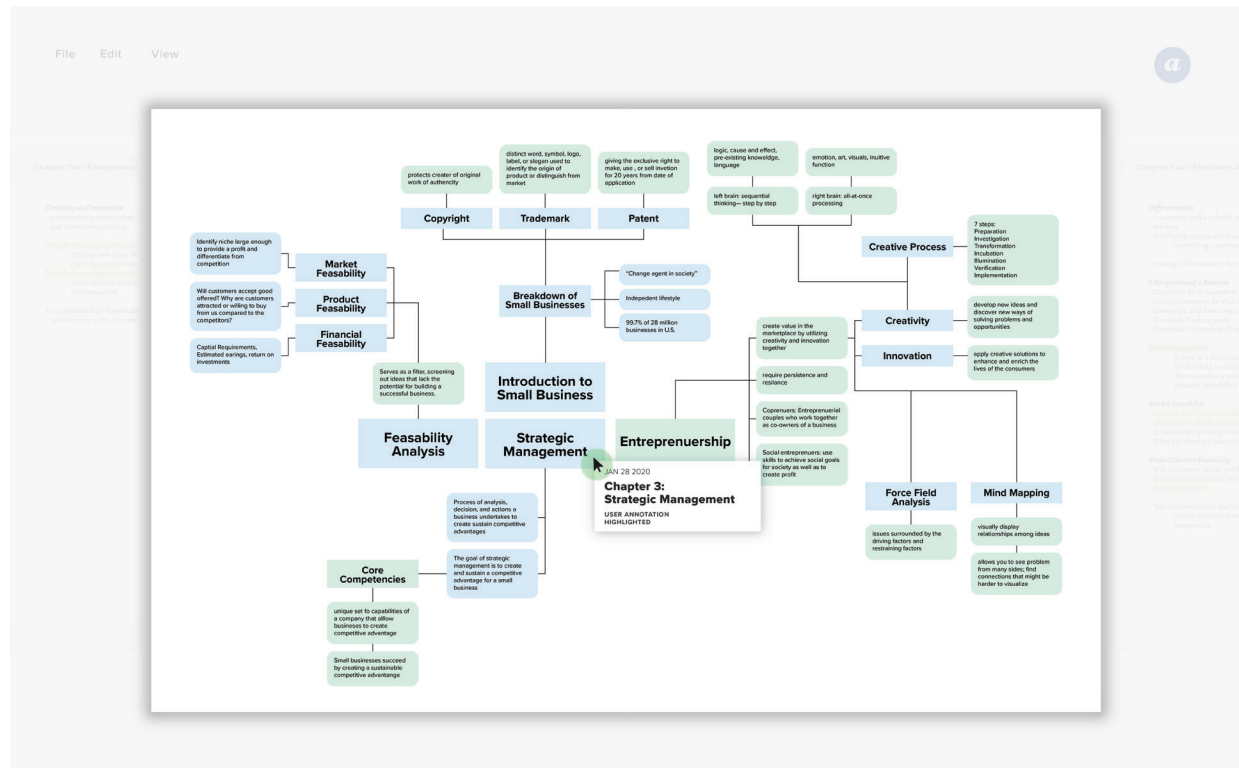 File Edit View
a
protects creater of original
work of authencity
distinct word, symbol, logo,
label, or slogan used to
identify the origin of
product or distinguish from
market
giving the exclusive right to
make, use , or sell invetion
for 20 years from date of
application
logic, cause and effect,
pre-existing knoweldge,
language
emotion, art, visuals, inuitive
function
left brain: sequential
thinking— step by step
right brain: all-at-once
processing
Copyright
Trademark
Patent
Creative Process
7 steps:
Preparation
Investigation
Transformation
Incubation
Illumination
Verification
Implementation
Identify niche large enough
to provide a profit and
differentiate from
competition
Market
Feasability
Will customers accept good
offered? Why are customers
attracted or willing to buy
from us compared to the
competitors?
Product
Feasability
Captial Requirements,
Estimated earings, return on
investments
Financial
Feasability
Breakdown of
Small Businesses
“Change agent in society”
Indepedent lifestyle
99.7% of 28 million
businesses in U.S.
Creativity
develop new ideas and
discover new ways of
solving problems and
opportunities
Innovation
apply creative solutions to
enhance and enrich the
lives of the consumers
create value in the
marketplace by utilizing
creativity and innovation
together
require persistence and
resilance
Coprenuers: Entreprenuerial
couples who work together
as co-owners of a business
Social entreprenuers: use
skills to achieve social goals
for society as well as to
create profit
Serves as a filter, screening
out ideas that lack the
potential for building a
successful business.
Introduction to
Small Business
Feasability
Analysis
Strategic
Management
Entreprenuership
JAN 28 2020
Chapter 3:
Strategic Management
USER ANNOTATION
HIGHLIGHTED
Force Field
Analysis
Mind Mapping
issues surrounded by the
driving factors and
restraining factors
visually display
relationships among ideas
allows you to see problem
from many sides; find
connections that might be
harder to visualize
Process of analysis,
decision, and actions a
business undertakes to
create sustain competitive
advantages
The goal of strategic
management is to create
and sustain a competitive
advantage for a small
business
Core
Competencies
unique set fo capabilities of
a company that alllow
busineses to create
competitive advantage
Small businesses succeed
by creating a sustainable
competitive advantange